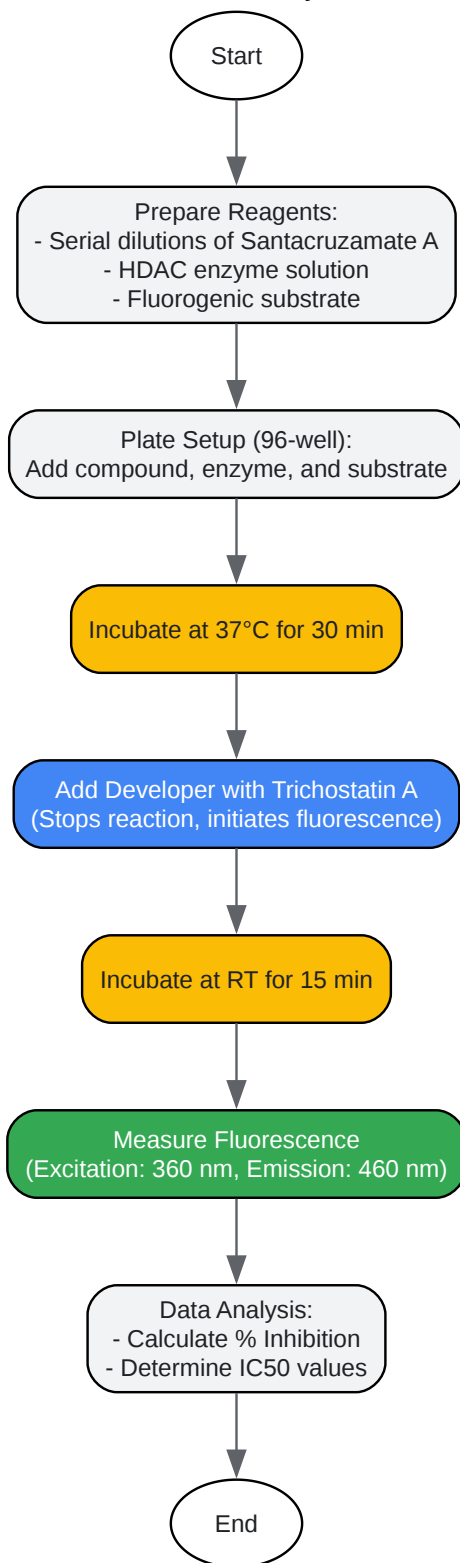 Start
Prepare Reagents:
- Serial dilutions of Santacruzamate A
- HDAC enzyme solution
- Fluorogenic substrate
Plate Setup (96-well):
Add compound, enzyme, and substrate
Incubate at 37°C for 30 min
Add Developer with Trichostatin A
(Stops reaction, initiates fluorescence)
Incubate at RT for 15 min
Measure Fluorescence
(Excitation: 360 nm, Emission: 460 nm)
Data Analysis:
- Calculate % Inhibition
- Determine IC50 values
End